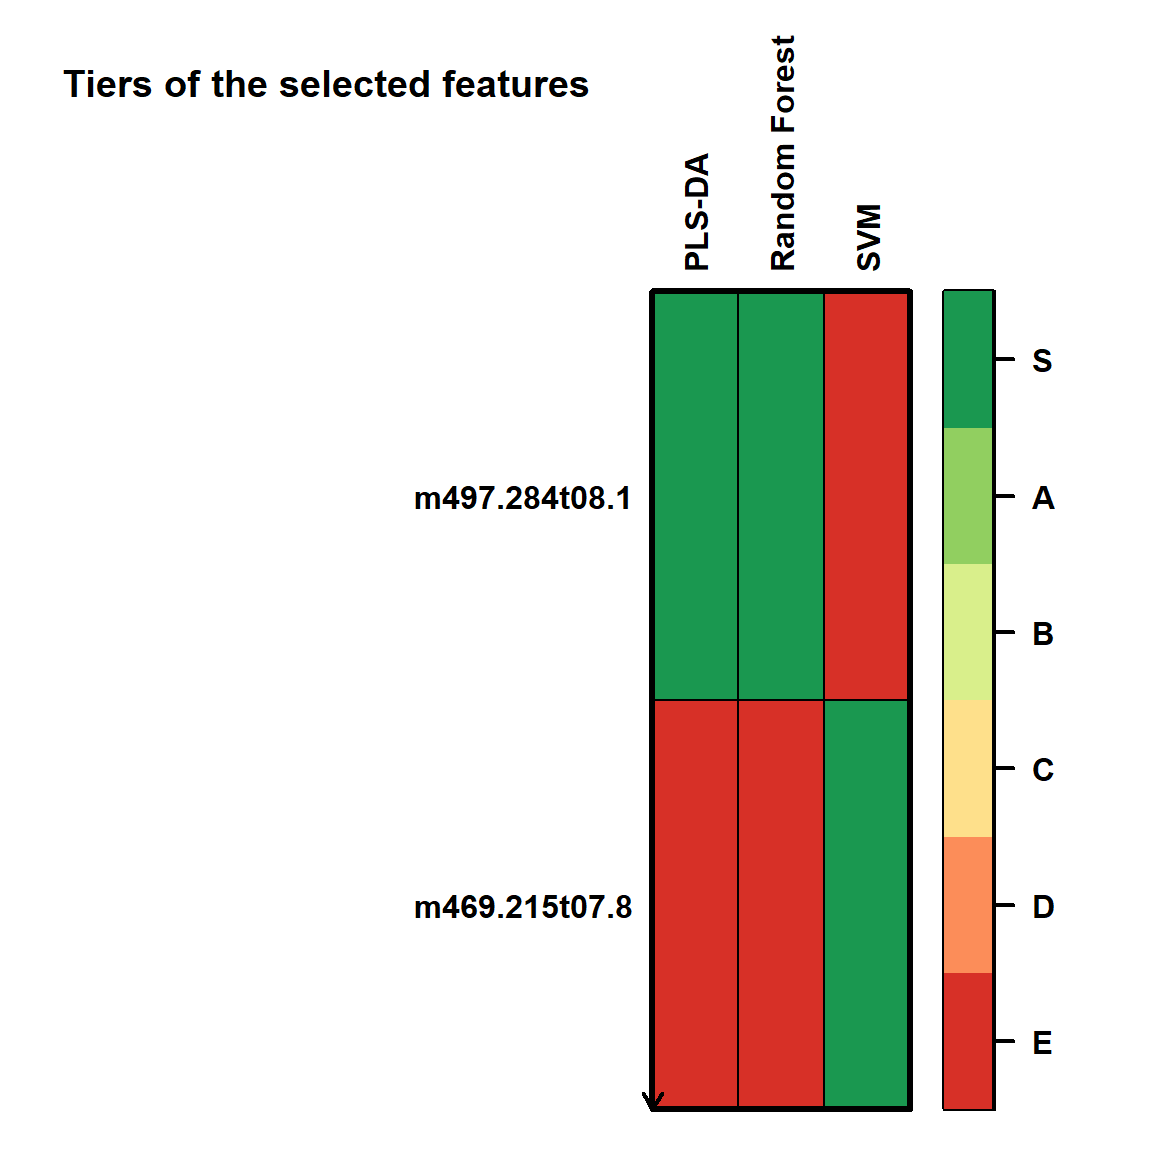 Tiers of the selected features
PLS-DA
Random Forest
SVM
m497.284t08.1
m469.215t07.8
S
A
B
C
D
E